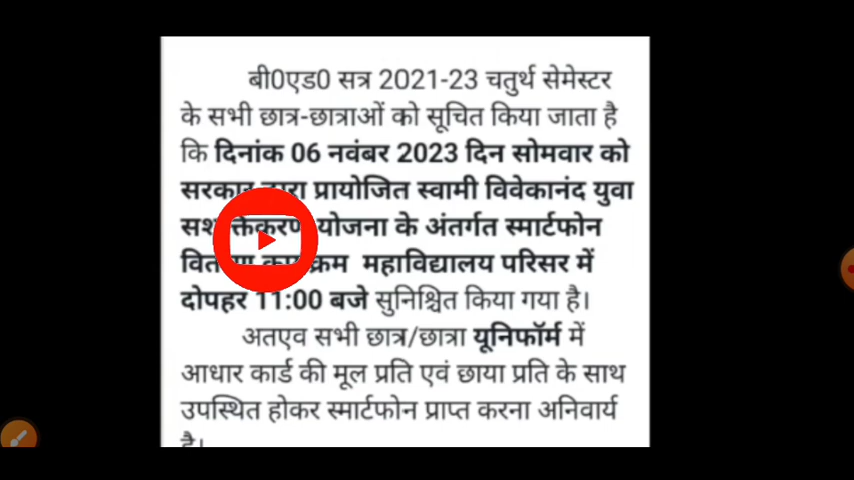 बी0एड0 सत्र 2021-23 चतुर्थ सेमेस्टर
के सभी छात्र-छात्राओं को सूचित किया जाता है
कि दिनांक 06 नवंबर 2023 दिन सोमवार को
प्रायोजित स्वामी विवेकानंद युवा
योजना के अंतर्गत स्मार्टफोन
महाविद्यालय परिसर में
दोपहर 11:00 बजे सुनिश्चित किया गया है।
अतएव सभी छात्र/छात्रा यूनिफॉर्म में
आधार कार्ड की मूल प्रति एवं छाया प्रति के साथ
उपस्थित होकर स्मार्टफोन प्राप्त करना अनिवार्य
है।